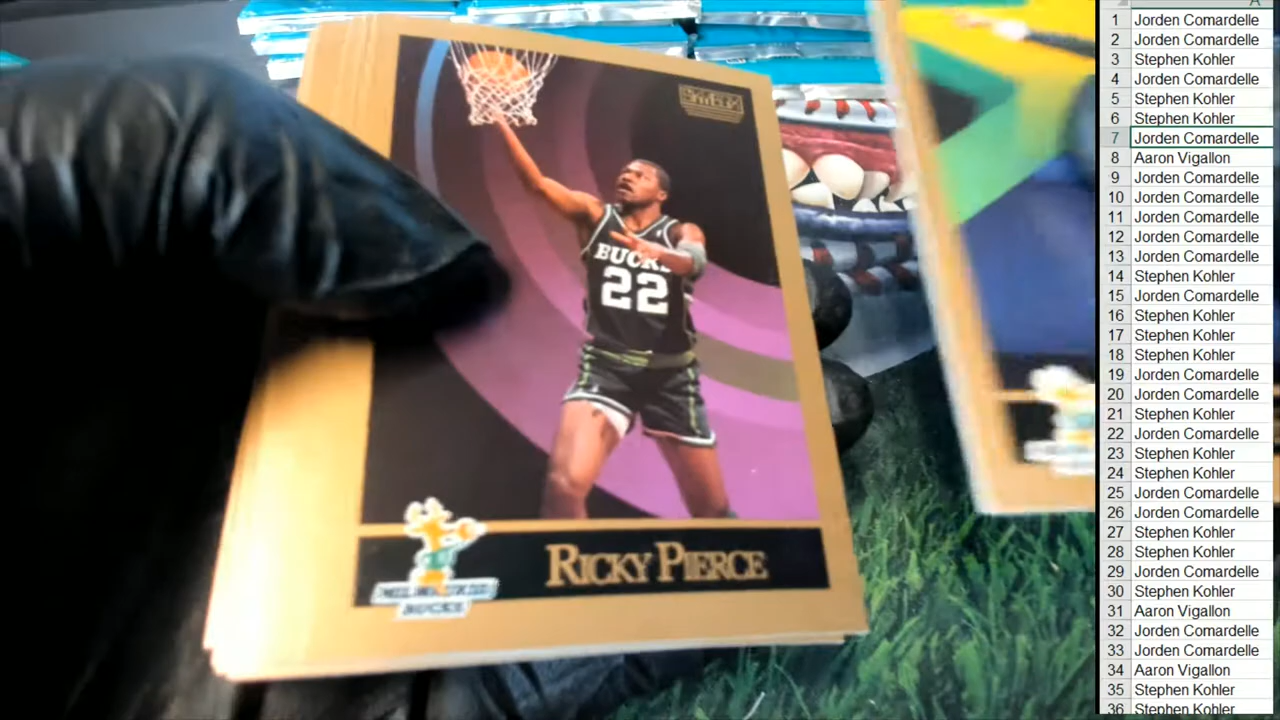 SKYBOX
BUCKS
22
MILWAUKEE
BUCKS
RICKY PIERCE
A
1 Jorden Comardelle
2 Jorden Comardelle
3 Stephen Kohler
4 Jorden Comardelle
5 Stephen Kohler
6 Stephen Kohler
7 Jorden Comardelle
8 Aaron Vigallon
9 Jorden Comardelle
10 Jorden Comardelle
11 Jorden Comardelle
12 Jorden Comardelle
13 Jorden Comardelle
14 Stephen Kohler
15 Jorden Comardelle
16 Stephen Kohler
17 Stephen Kohler
18 Stephen Kohler
19 Jorden Comardelle
20 Jorden Comardelle
21 Stephen Kohler
22 Jorden Comardelle
23 Stephen Kohler
24 Stephen Kohler
25 Jorden Comardelle
26 Jorden Comardelle
27 Stephen Kohler
28 Stephen Kohler
29 Jorden Comardelle
30 Stephen Kohler
31 Aaron Vigallon
32 Jorden Comardelle
33 Jorden Comardelle
34 Aaron Vigallon
35 Stephen Kohler
36 Stephen Kohler